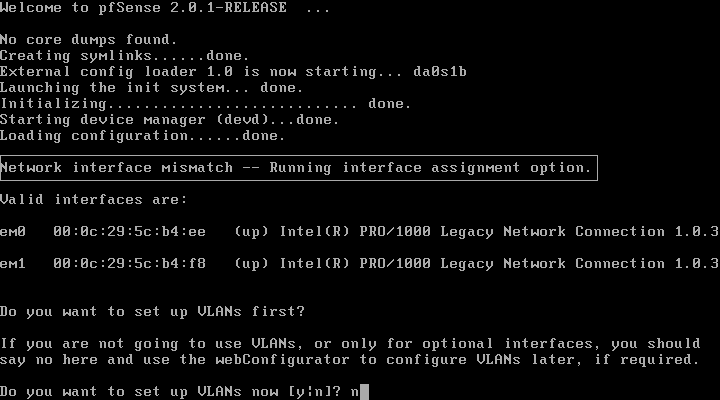 Welcome to pfSense 2.0.1-RELEASE  ...
No core dumps found.
Creating symlinks......done.
External config loader 1.0 is now starting... da0s1b
Launching the init system... done.
Initializing........................... done.
Starting device manager (devd)...done.
Loading configuration......done.
Network interface mismatch -- Running interface assignment option.
Valid interfaces are:
em0   00:0c:29:5c:b4:ee   (up) Intel(R) PRO/1000 Legacy Network Connection 1.0.3
em1   00:0c:29:5c:b4:f8   (up) Intel(R) PRO/1000 Legacy Network Connection 1.0.3
Do you want to set up VLANs first?
If you are not going to use VLANs, or only for optional interfaces, you should
say no here and use the webConfigurator to configure VLANs later, if required.
Do you want to set up VLANs now [y|n]? n